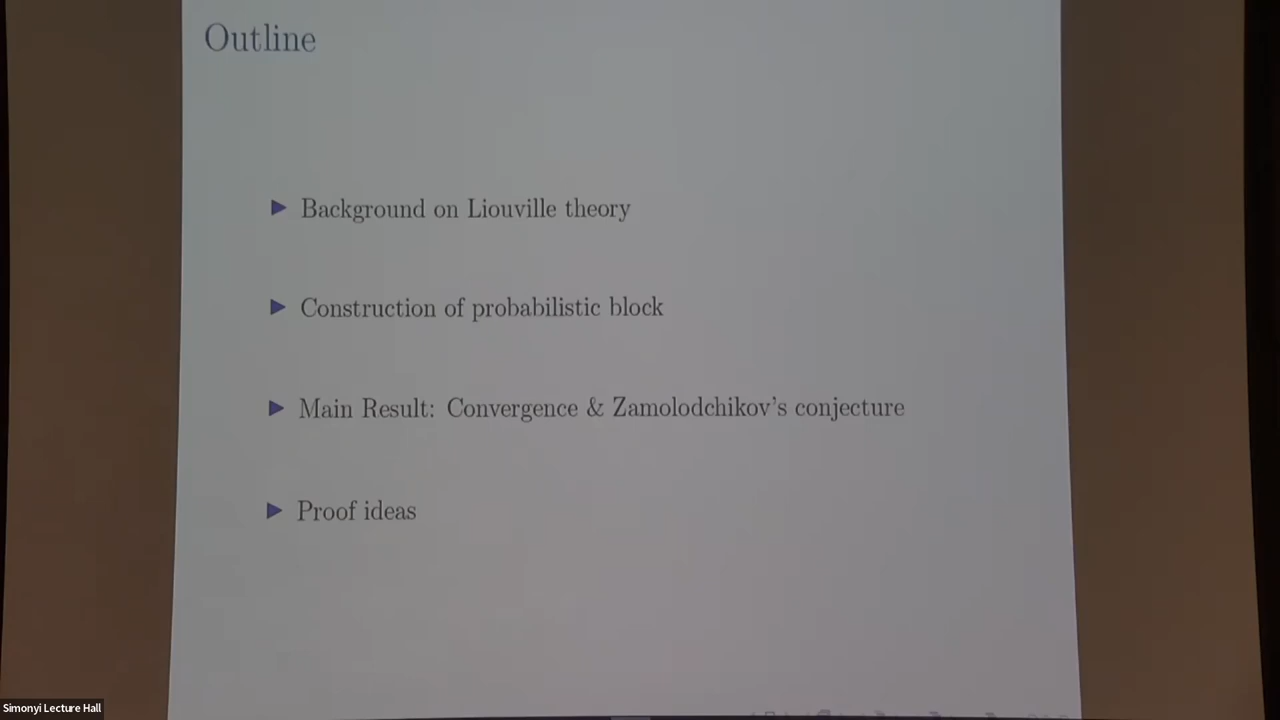 Outline
Background on Liouville theory
Construction of probabilistic block
Main Result: Convergence & Zamolodchikov's conjecture
Proof ideas
Simonyi Lecture Hall